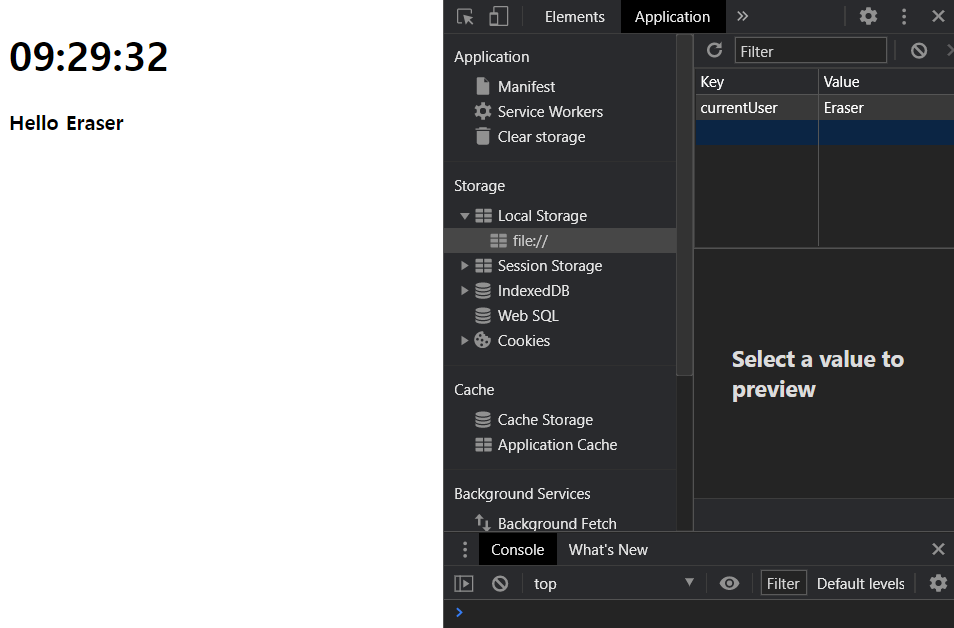 09:29:32
Hello Eraser
Elements
Application
Application
Manifest
Service Workers
Clear storage
Storage
Local Storage
file://
Session Storage
IndexedDB
Web SQL
Cookies
Cache
Cache Storage
Application Cache
Background Services
Background Fetch
Filter
Key
Value
currentUser
Eraser
Select a value to
preview
Console
What's New
top
Filter
Default levels